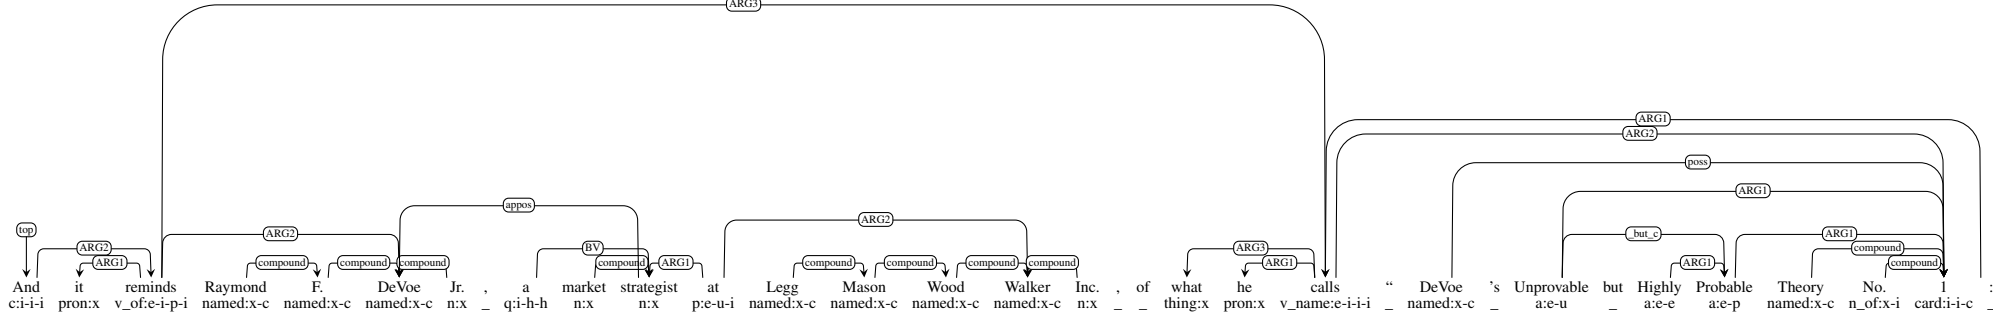 ARG3
ARG1
ARG2
poss
ARG1
appos
ARG2
top ARG2 _but_c ARG1
ARG2 BV ARG3 compound
ARG1 compound compound compound compound ARG1 compound compound compound compound ARG1 ARG1 compound
And it reminds Raymond F. DeVoe Jr. , a market strategist at Legg Mason Wood Walker Inc. , of what he calls “ DeVoe 's Unprovable but Highly Probable Theory No. 1 :
c:i-i-i pron:x v_of:e-i-p-i named:x-c named:x-c named:x-c n:x _ q:i-h-h n:x n:x p:e-u-i named:x-c named:x-c named:x-c named:x-c n:x _ _ thing:x pron:x v_name:e-i-i-i _ named:x-c _ a:e-u _ a:e-e a:e-p named:x-c n_of:x-i card:i-i-c _